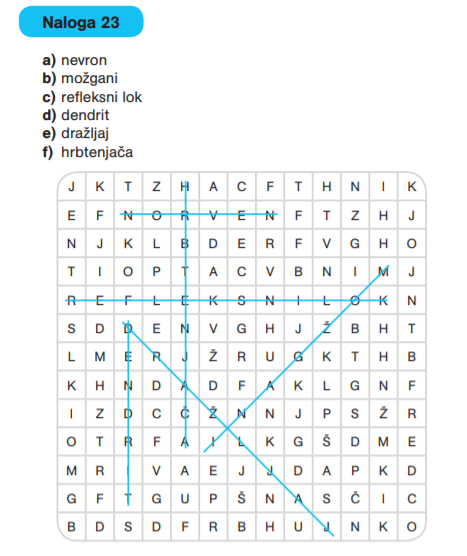 Naloga 23
a) nevron
b) možgani
c) refleksni lok
d) dendrit
e) dražljaj
f) hrbtenjača
J K T Z H A C F T H N I K
E F N O R V E N F T Z H J
N J K L B D E R F V G H O
T I O P T A C V B N I M J
R E F L E K S N I L O K N
S D D E N V G H J Ž B H T
L M E R J Ž R U G K T H B
K H N D A D F A K L G N F
I Z D C Č Ž N N J P S Ž R
O T R F A I L K G Š D M E
M R I V A E J J D A P K D
G F T G U P Š N A S Č I C
B D S D F R B H U J N K O